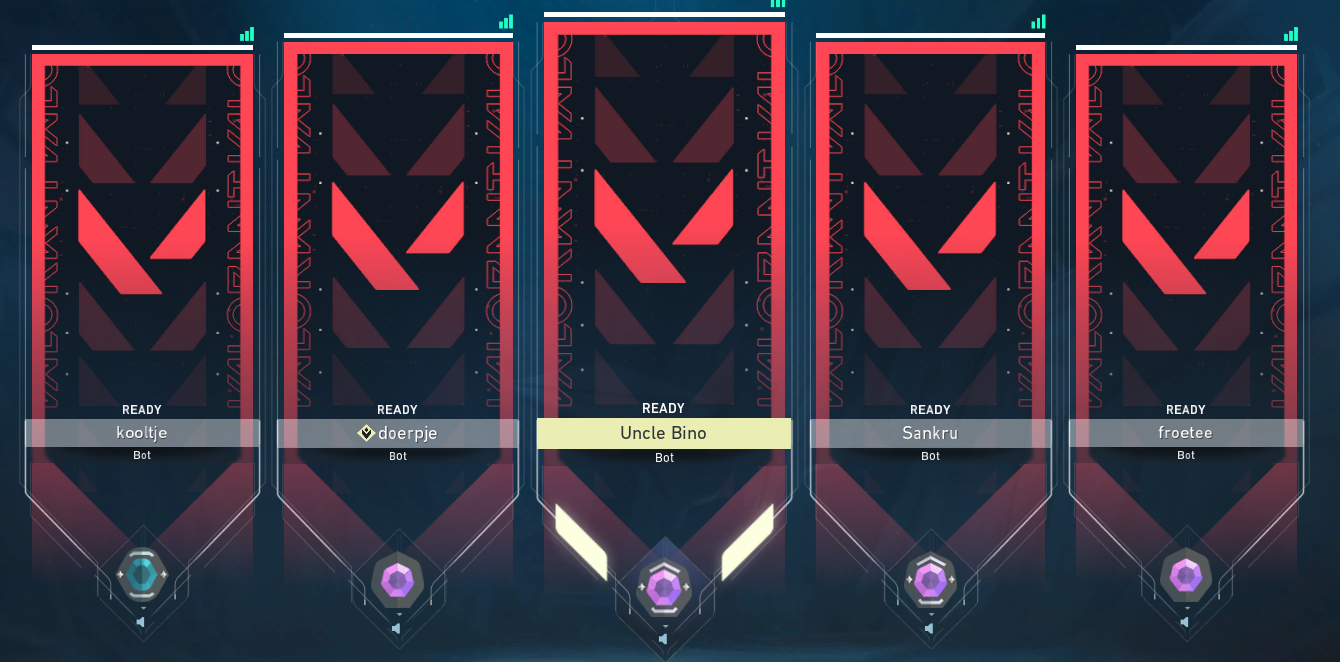 READY
kooltje
Bot
READY
doerpje
Bot
READY
Uncle Bino
Bot
READY
Sankru
Bot
READY
froetee
Bot